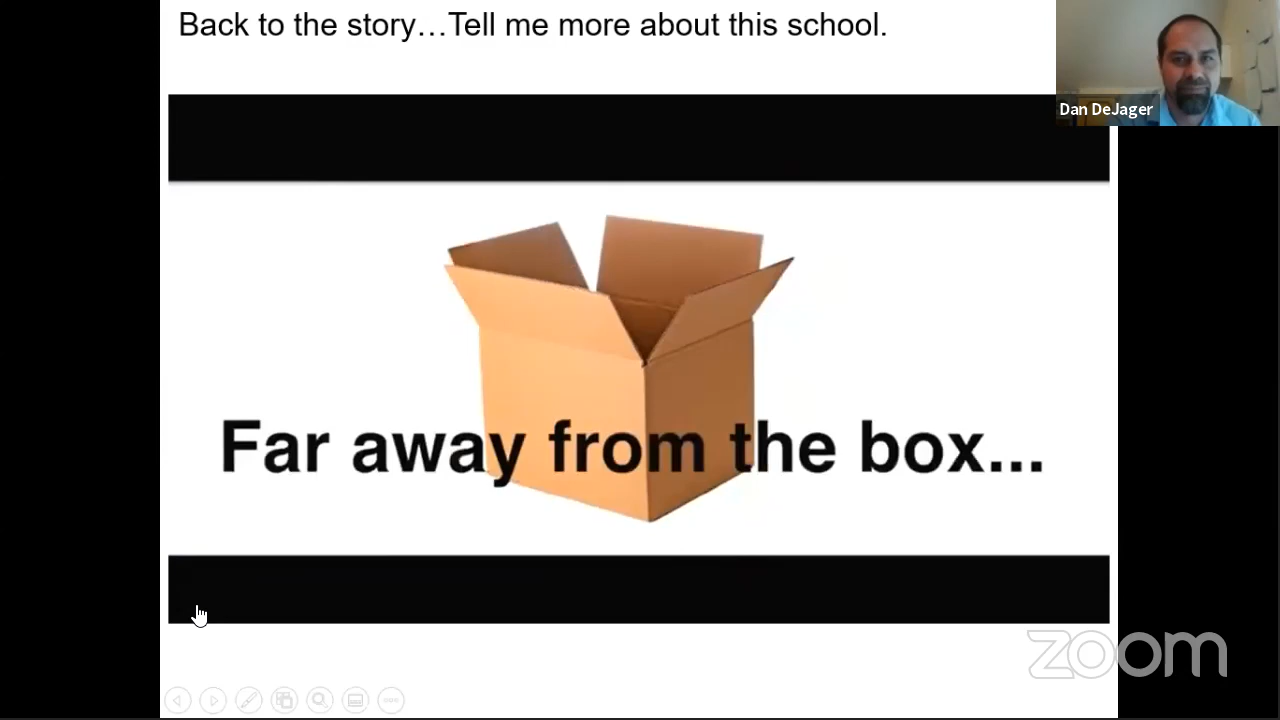 Back to the story…Tell me more about this school.
Dan DeJager
Far away from the box...
zoom